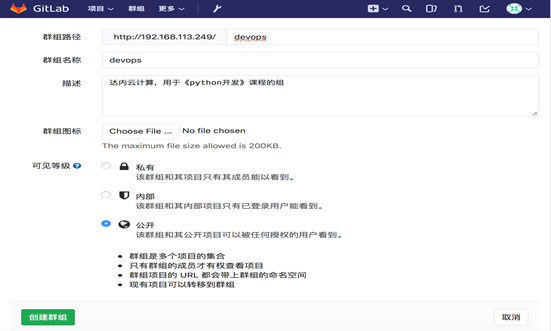 GitLab 项目 群组 更多
群组路径 http://192.168.113.249/ devops
群组名称 devops
描述 达内云计算，用于《python开发》课程的组
群组图标 Choose File ... No file chosen
The maximum file size allowed is 200KB.
可见等级 私有
该群组和其项目只有其成员能以看到。
内部
该群组和其内部项目只有已登录用户能看到。
公开
该群组和其公开项目可以被任何授权的用户看到。
群组是多个项目的集合
只有群组的成员才有权查看项目
群组项目的 URL 都会带上群组的命名空间
现有项目可以转移到群组
创建群组 取消